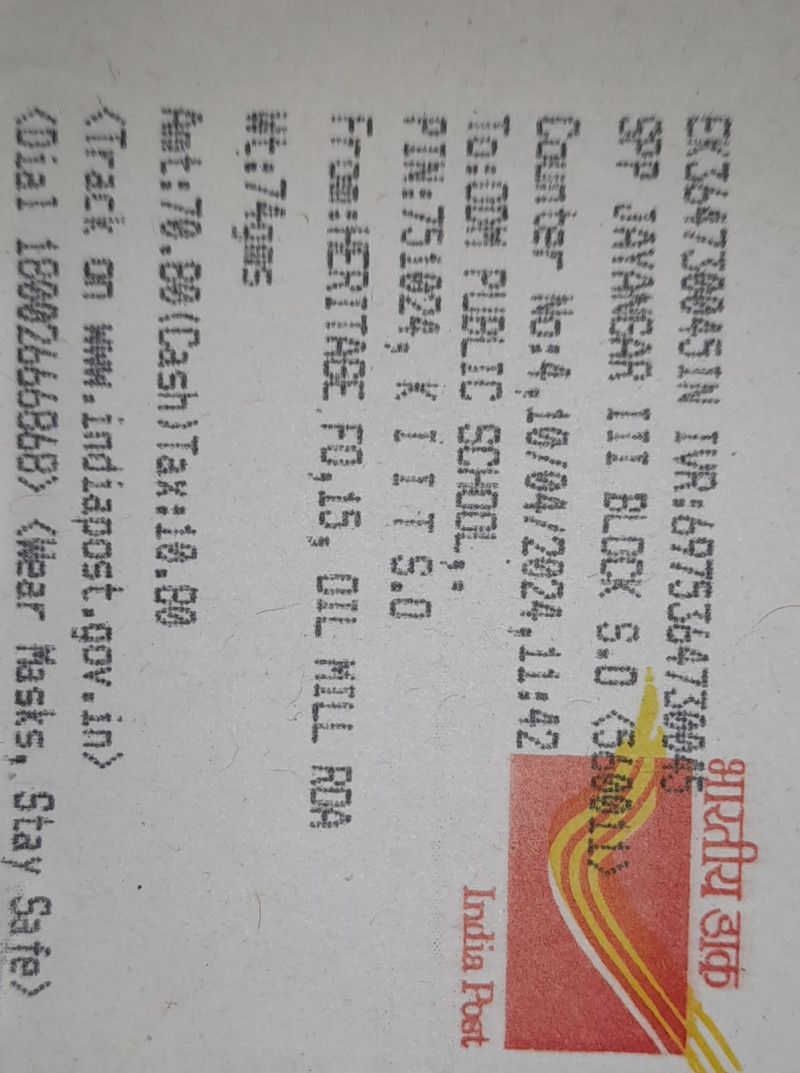 भारतीय डाक
India Post
EK364730045IN IVR:6975364730045
SPP JAYANGAR III BLOCK S.O <560011>
Counter No:4,10/04/2024,11:42
To:ODM PUBLIC SCHOOL,;
PIN:751024, K I I T S.O
From:HERITAGE FO,15, OIL MILL ROA
Wt:74gms
Amt:70.80(Cash)Tax:10.80
<Track on www.indiapost.gov.in>
<Dial 18002666868> <Wear Masks, Stay Safe>